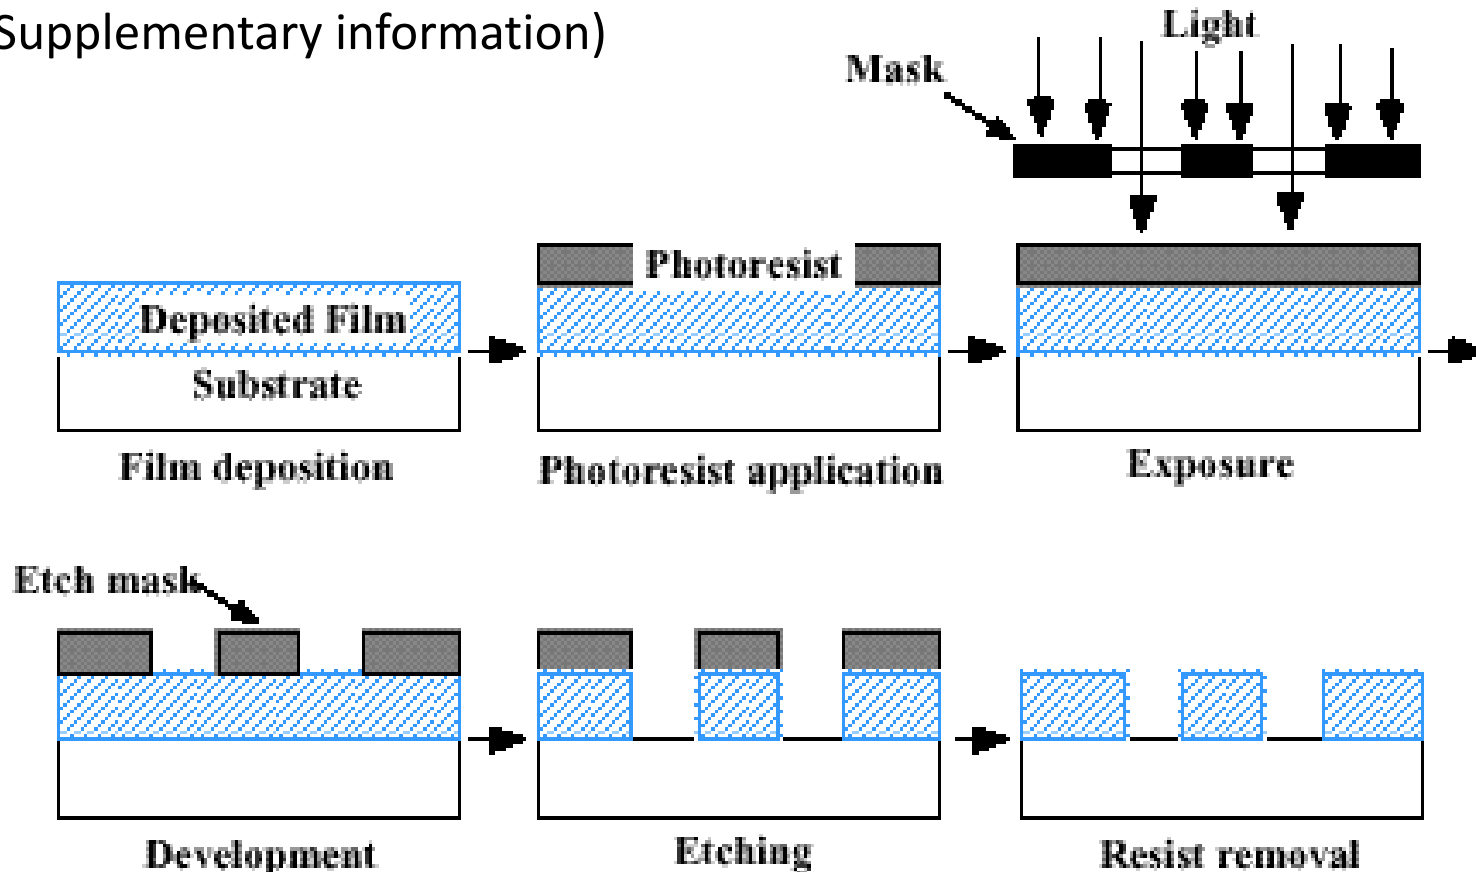 Supplementary information)
Light
Mask
Photoresist
Deposited Film
Substrate
Film deposition
Photoresist application
Exposure
Etch mask
Development
Etching
Resist removal